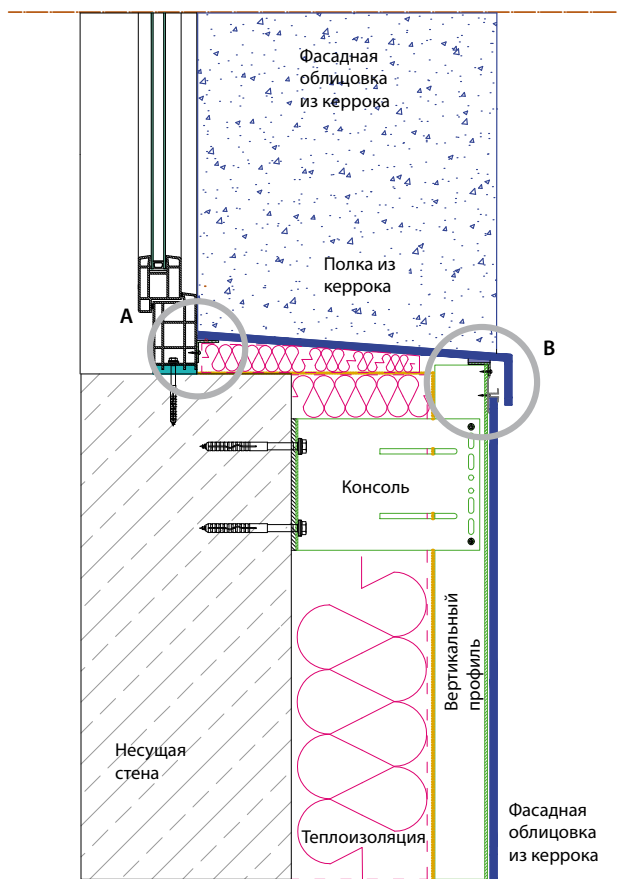 Фасадная
облицовка
из керрока
Полка из
керрока
A
B
Консоль
Вертикальный
профиль
Несущая
стена
Теплоизоляция
Фасадная
облицовка
из керрока